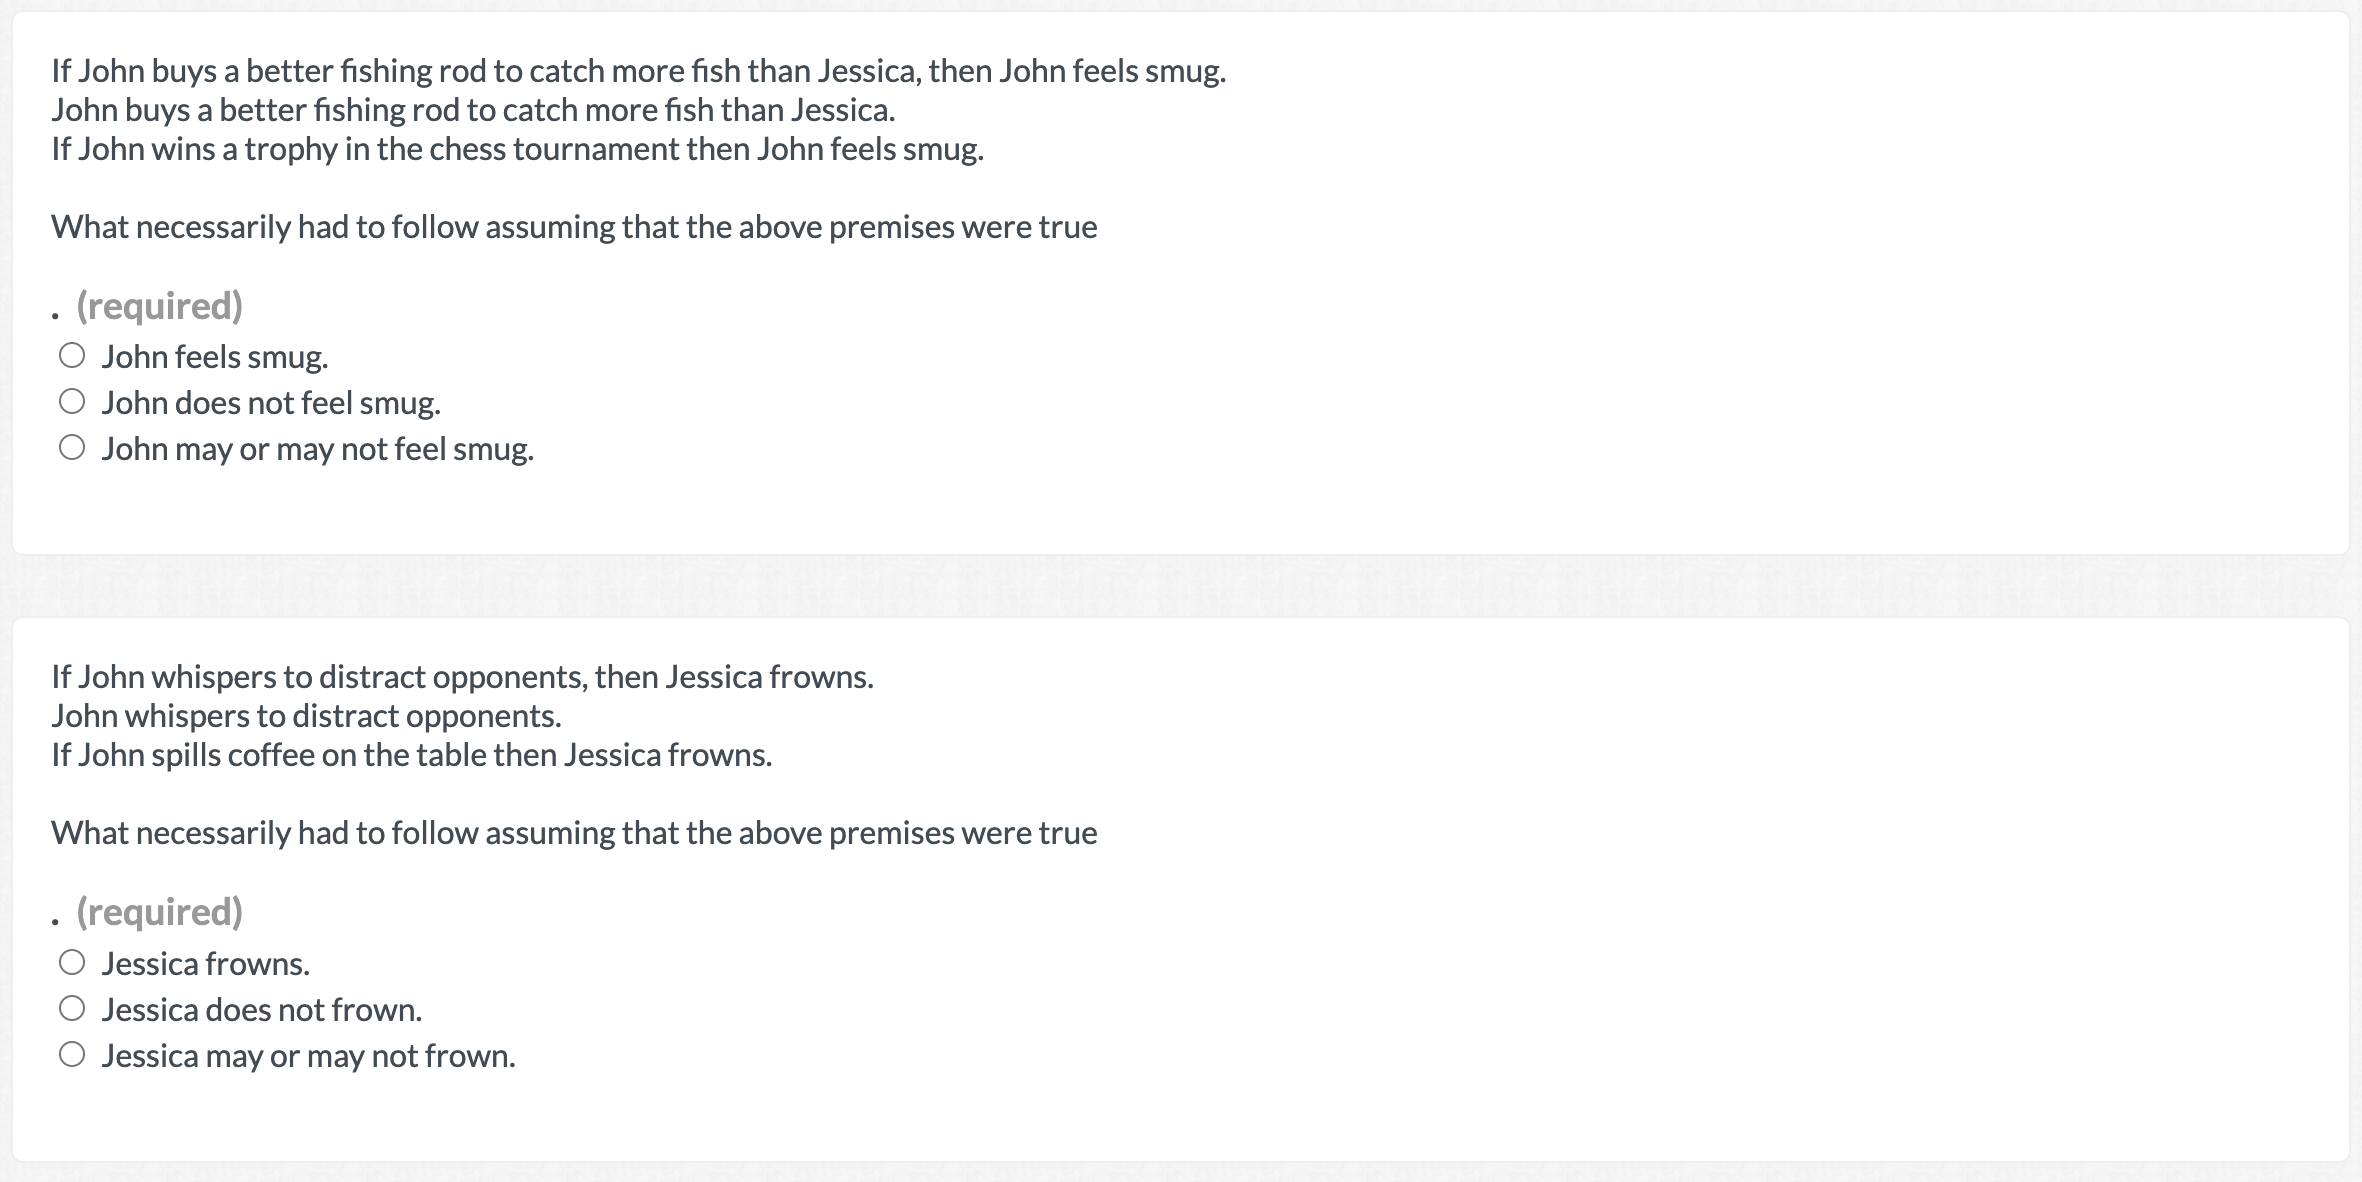 If John buys a better fishing rod to catch more fish than Jessica, then John feels smug.
John buys a better fishing rod to catch more fish than Jessica.
If John wins a trophy in the chess tournament then John feels smug.
What necessarily had to follow assuming that the above premises were true
. (required)
John feels smug.
John does not feel smug.
John may or may not feel smug.
If John whispers to distract opponents, then Jessica frowns.
John whispers to distract opponents.
If John spills coffee on the table then Jessica frowns.
What necessarily had to follow assuming that the above premises were true
. (required)
Jessica frowns.
Jessica does not frown.
Jessica may or may not frown.